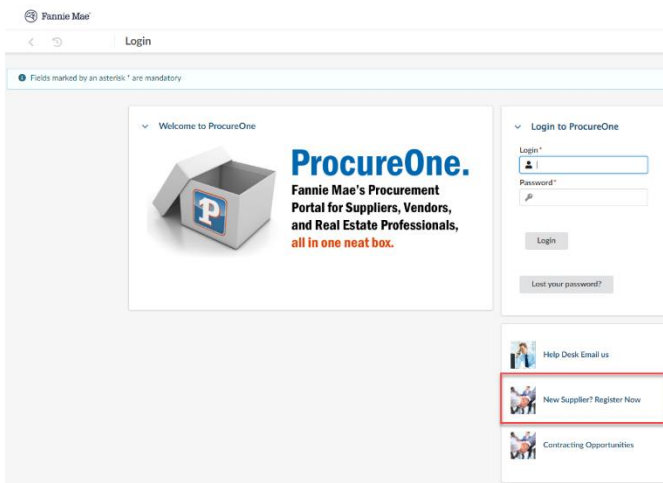 Fannie Mae
Login
Fields marked by an asterisk * are mandatory
Welcome to ProcureOne
P
ProcureOne.
Fannie Mae's Procurement
Portal for Suppliers, Vendors,
and Real Estate Professionals,
all in one neat box.
Login to ProcureOne
Login *
Password *
Login
Lost your password?
Help Desk Email us
New Supplier? Register Now
Contracting Opportunities